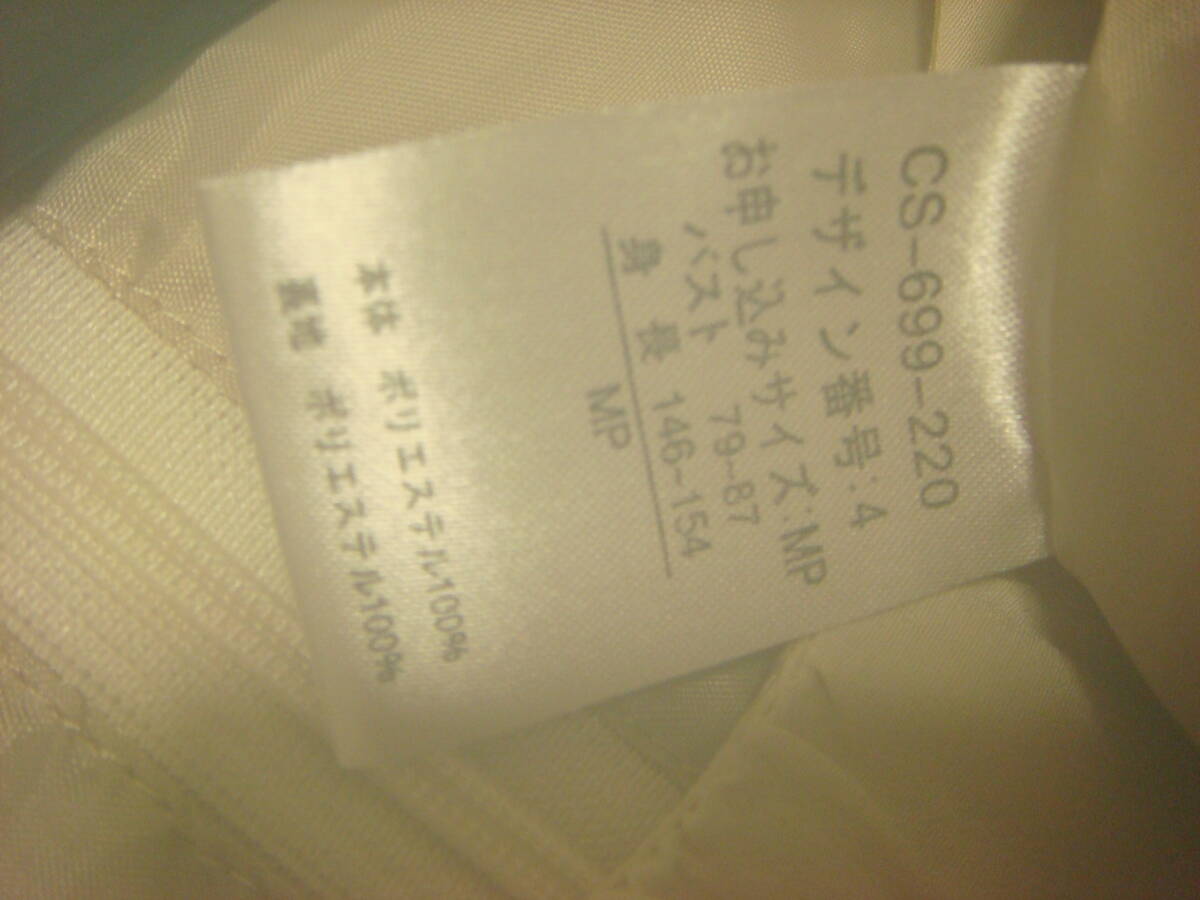 CS-699-220
デザイン番号:4
お申し込みサイズ:MP
バスト 79~87
身長 146~154
MP
本体 ポリエステル100%
裏地 ポリエステル100%